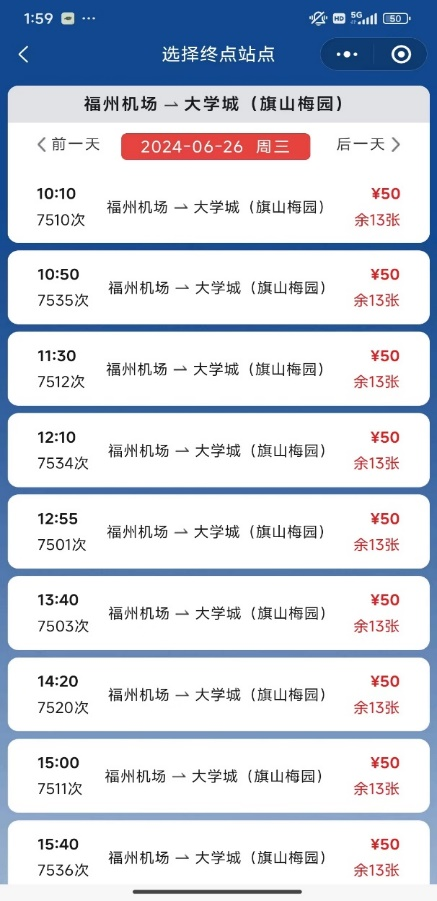 1:59 ••• HD 5G 50
选择终点站点
福州机场 ⇀ 大学城（旗山梅园）
前一天 2024-06-26 周三 后一天
10:10 ¥50
福州机场 ⇀ 大学城（旗山梅园）
7510次 余13张
10:50 ¥50
福州机场 ⇀ 大学城（旗山梅园）
7535次 余13张
11:30 ¥50
福州机场 ⇀ 大学城（旗山梅园）
7512次 余13张
12:10 ¥50
福州机场 ⇀ 大学城（旗山梅园）
7534次 余13张
12:55 ¥50
福州机场 ⇀ 大学城（旗山梅园）
7501次 余13张
13:40 ¥50
福州机场 ⇀ 大学城（旗山梅园）
7503次 余13张
14:20 ¥50
福州机场 ⇀ 大学城（旗山梅园）
7520次 余13张
15:00 ¥50
福州机场 ⇀ 大学城（旗山梅园）
7511次 余13张
15:40 ¥50
福州机场 ⇀ 大学城（旗山梅园）
7536次 余13张